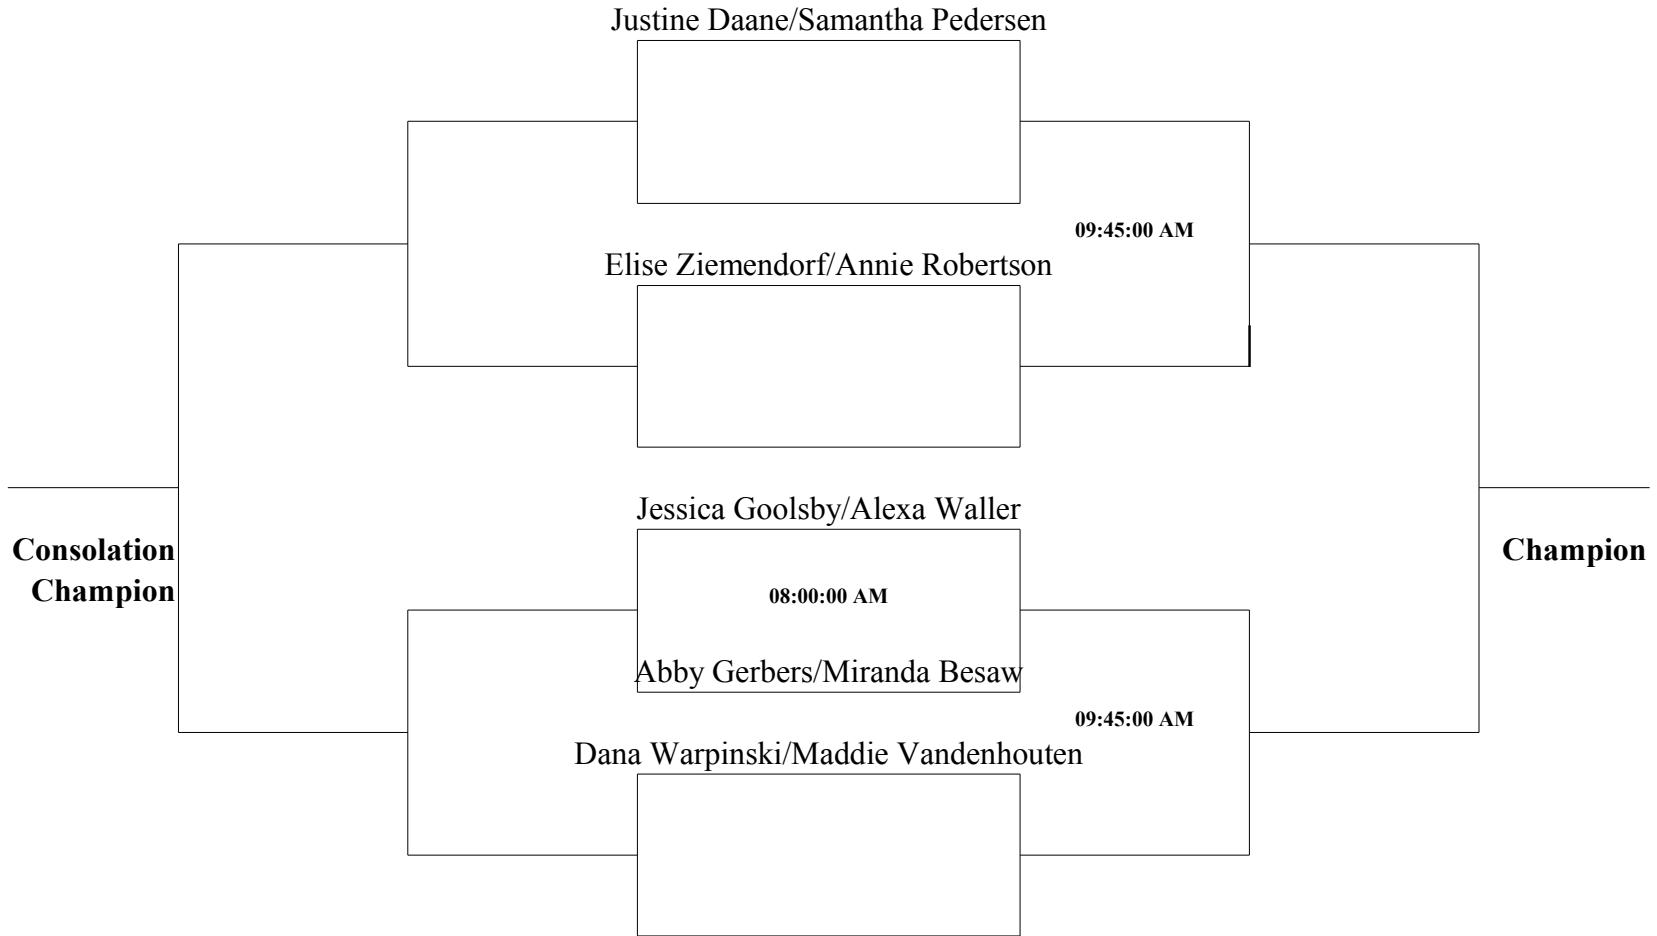 Justine Daane/Samantha Pedersen
09:45:00 AM
Elise Ziemendorf/Annie Robertson
Jessica Goolsby/Alexa Waller
Consolation
Champion
Champion
08:00:00 AM
Abby Gerbers/Miranda Besaw
09:45:00 AM
Dana Warpinski/Maddie Vandenhouten